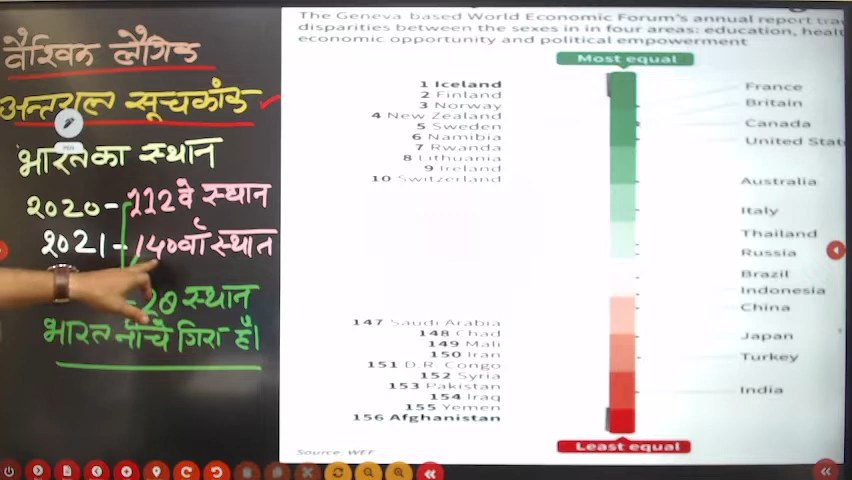 वैश्विक लैंगिक
अन्तराल सूचकांक
भारत का स्थान
२०२०- 112वे स्थान
२०२१- 140वाँ स्थान
- 28 स्थान
भारत नीचे गिरा है।
The Geneva based World Economic Forum's annual report
disparities between the sexes in in four areas: education,
economic opportunity and political empowerment
Most equal
1 Iceland
2 Finland
3 Norway
4 New Zealand
5 Sweden
6 Namibia
7 Rwanda
8 Lithuania
9 Ireland
10 Switzerland
147 Saudi Arabia
148 Chad
149 Mali
150 Iran
151 D.R. Congo
152 Syria
153 Pakistan
154 Iraq
155 Yemen
156 Afghanistan
France
Britain
Canada
United Stat
Australia
Italy
Thailand
Russia
Brazil
Indonesia
China
Japan
Turkey
India
Least equal
Source: WEF
PEN